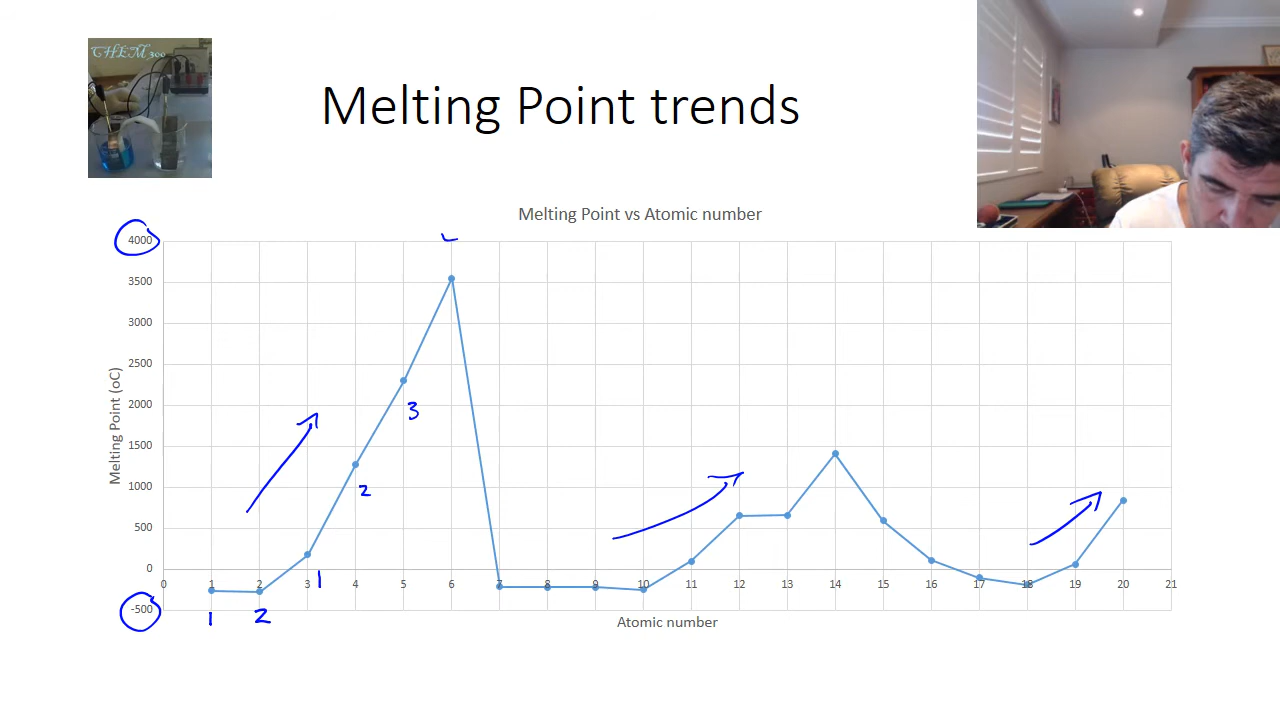 CHEM 300
Melting Point trends
Melting Point vs Atomic number
4000
3500
3000
2500
2000
1500
1000
500
0
-500
Melting Point (oC)
0 1 2 3 4 5 6 7 8 9 10 11 12 13 14 15 16 17 18 19 20 21
Atomic number
1 2 1 2 3